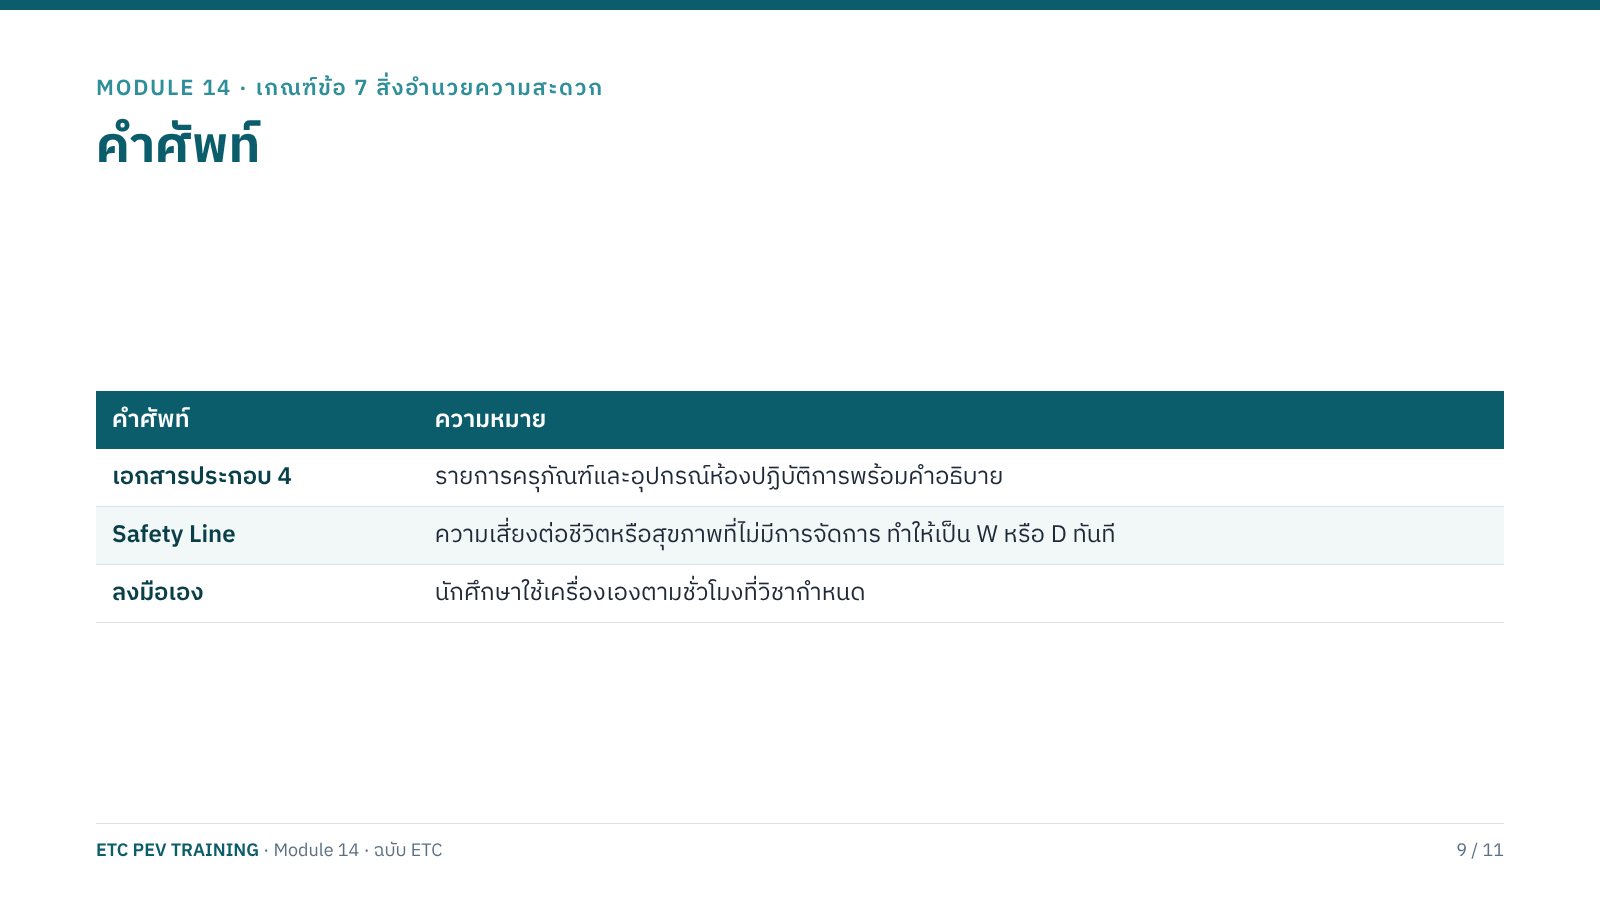 MODULE 14 · เกณฑ์ข้อ 7 สิ่งอำนวยความสะดวก
คำศัพท์
คำศัพท์ ความหมาย
เอกสารประกอบ 4 รายการครุภัณฑ์และอุปกรณ์ห้องปฏิบัติการพร้อมคำอธิบาย
Safety Line ความเสี่ยงต่อชีวิตหรือสุขภาพที่ไม่มีการจัดการ ทำให้เป็น W หรือ D ทันที
ลงมือเอง นักศึกษาใช้เครื่องเองตามชั่วโมงที่วิชากำหนด
ETC PEV TRAINING · Module 14 · ฉบับ ETC 9 / 11